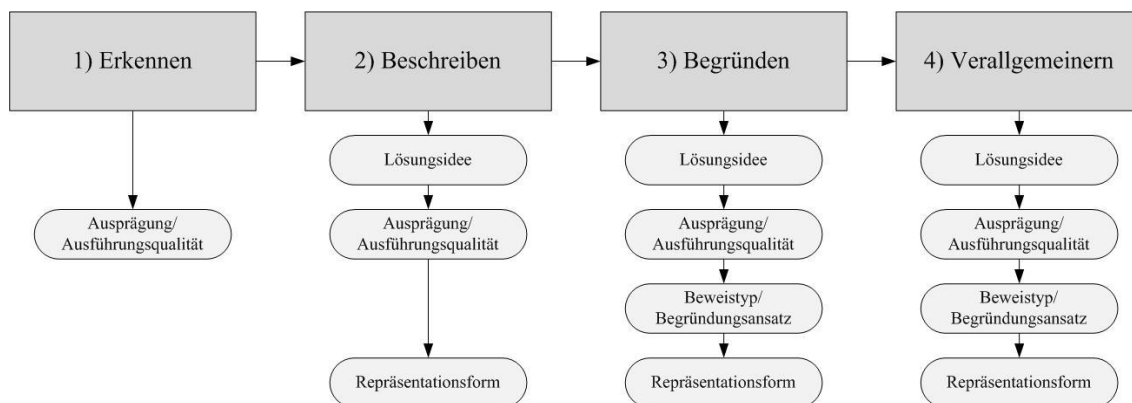 1) Erkennen
2) Beschreiben
3) Begründen
4) Verallgemeinern
Lösungsidee
Lösungsidee
Lösungsidee
Ausprägung/
Ausführungsqualität
Ausprägung/
Ausführungsqualität
Ausprägung/
Ausführungsqualität
Ausprägung/
Ausführungsqualität
Beweistyp/
Begründungsansatz
Beweistyp/
Begründungsansatz
Repräsentationsform
Repräsentationsform
Repräsentationsform